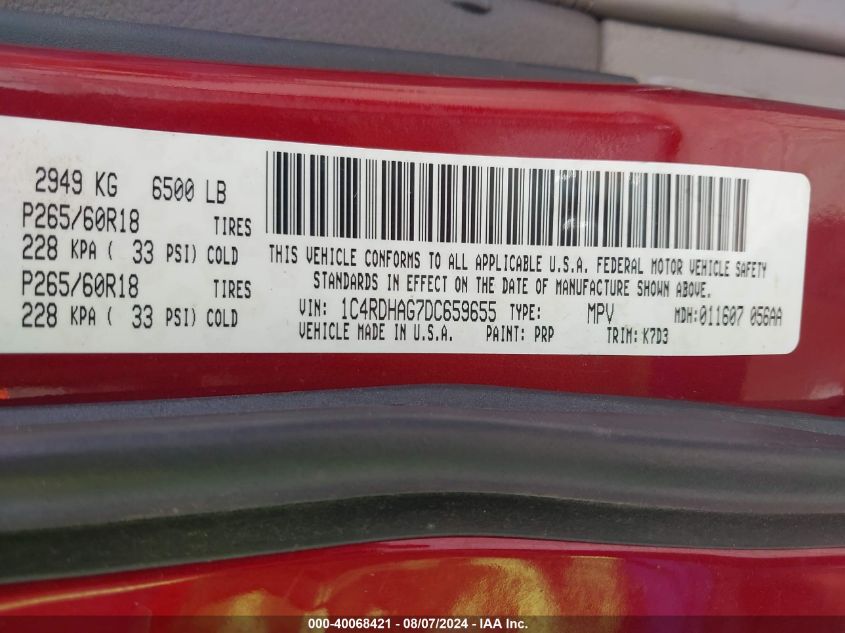 2949 KG 6500 LB
P265/60R18 TIRES
228 KPA ( 33 PSI) COLD
P265/60R18 TIRES
228 KPA ( 33 PSI) COLD
THIS VEHICLE CONFORMS TO ALL APPLICABLE U.S.A. FEDERAL MOTOR VEHICLE SAFETY
STANDARDS IN EFFECT ON THE DATE OF MANUFACTURE SHOWN ABOVE.
VIN: 1C4RDHAG7DC659655 TYPE: MPV MDH:011607 056AA
VEHICLE MADE IN U.S.A. PAINT: PRP TRIM: K7D3
000-40068421 - 08/07/2024 - IAA Inc.